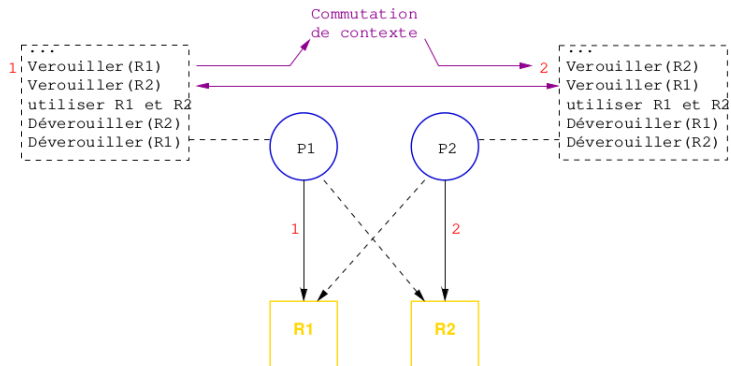 Commutation
de contexte
...
1
Verouiller(R1)
Verouiller(R2)
utiliser R1 et R2
Déverouiller(R2)
Déverouiller(R1)
2
...
Verouiller(R2)
Verouiller(R1)
utiliser R1 et R2
Déverouiller(R1)
Déverouiller(R2)
P1
P2
1
2
R1
R2